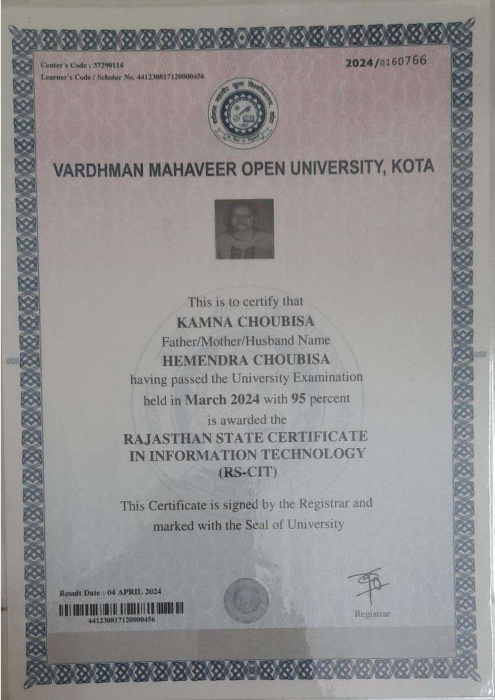 Center's Code : 37290114
Learner's Code / Scholar No. 441230817120000456
2024/0160766
VARDHMAN MAHAVEER OPEN UNIVERSITY, KOTA
This is to certify that
KAMNA CHOUBISA
Father/Mother/Husband Name
HEMENDRA CHOUBISA
having passed the University Examination
held in March 2024 with 95 percent
is awarded the
RAJASTHAN STATE CERTIFICATE
IN INFORMATION TECHNOLOGY
(RS-CIT)
This Certificate is signed by the Registrar and
marked with the Seal of University
Result Date : 04 APRIL 2024
441230817120000456
Registrar